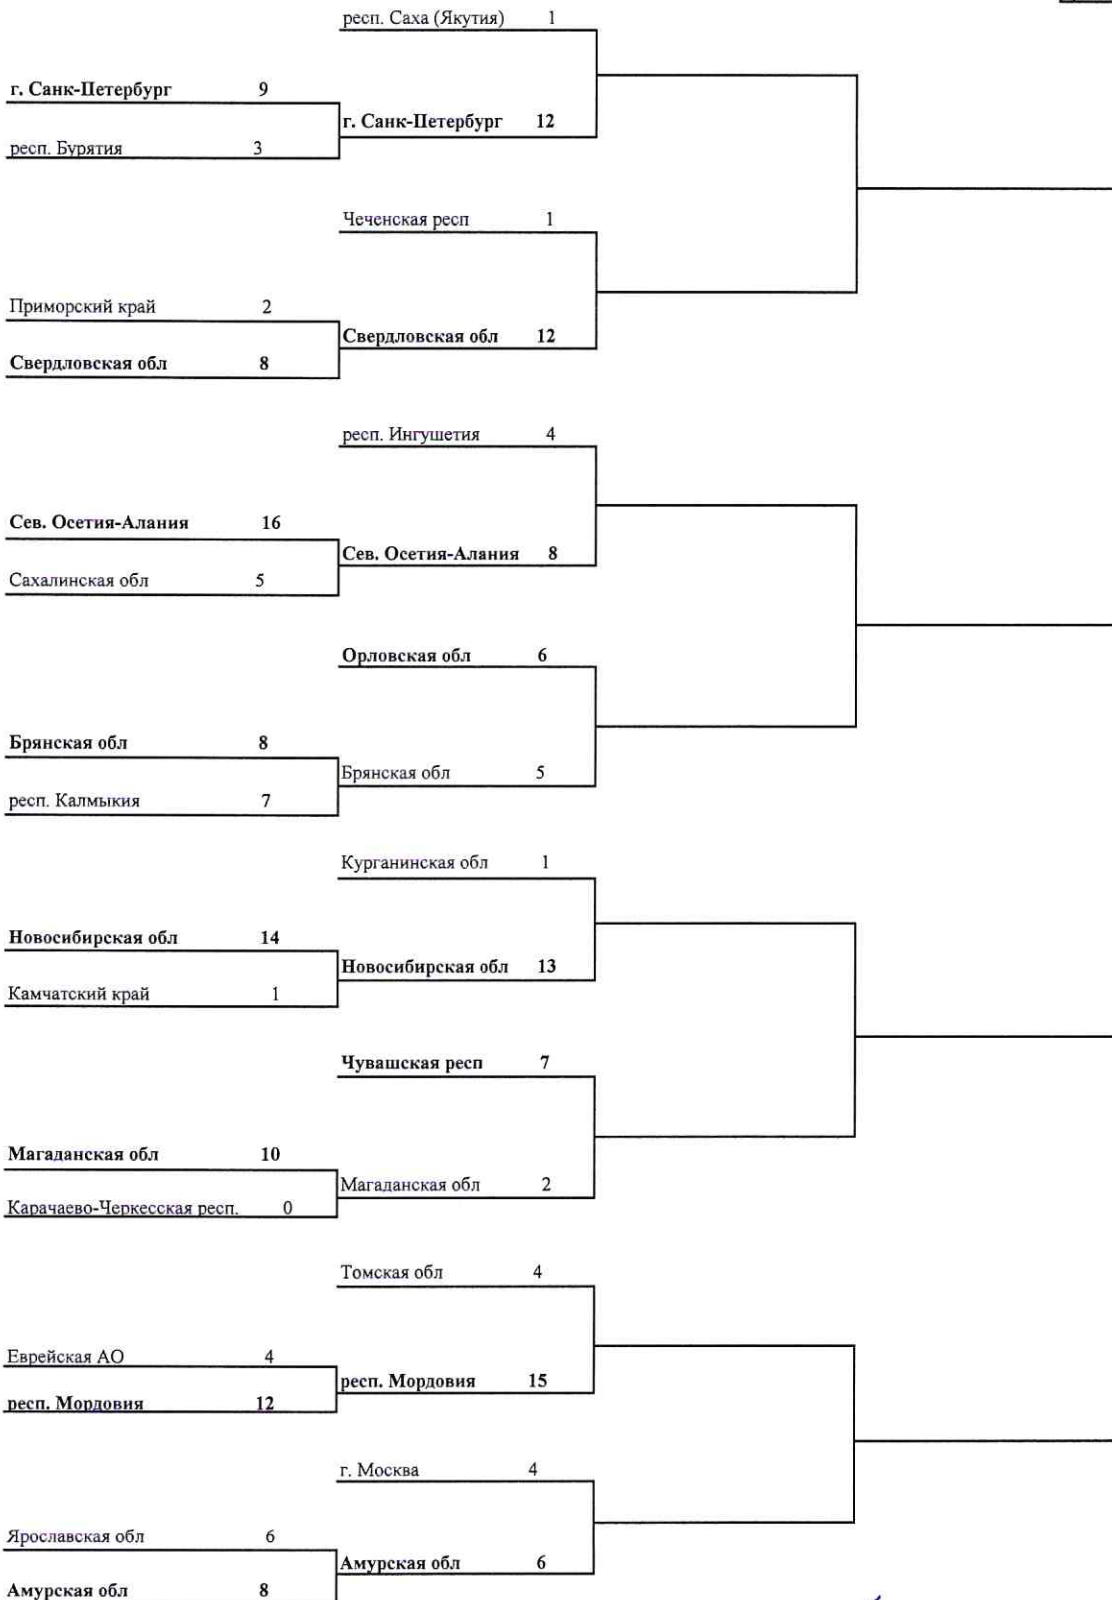 респ. Саха (Якутия) 1
г. Санк-Петербург 9
г. Санк-Петербург 12
респ. Бурятия 3
Чеченская респ 1
Приморский край 2
Свердловская обл 12
Свердловская обл 8
респ. Ингушетия 4
Сев. Осетия-Алания 16
Сев. Осетия-Алания 8
Сахалинская обл 5
Орловская обл 6
Брянская обл 8
Брянская обл 5
респ. Калмыкия 7
Курганинская обл 1
Новосибирская обл 14
Новосибирская обл 13
Камчатский край 1
Чувашская респ 7
Магаданская обл 10
Магаданская обл 2
Карачаево-Черкесская респ. 0
Томская обл 4
Еврейская АО 4
респ. Мордовия 15
респ. Мордовия 12
г. Москва 4
Ярославская обл 6
Амурская обл 6
Амурская обл 8